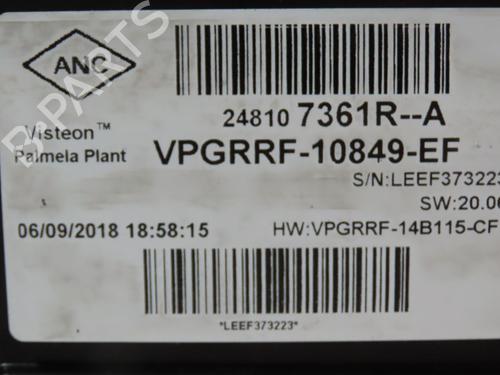 ANC
24810 7361R--A
Visteon™
Palmela Plant
VPGRRF-10849-EF
S/N:LEEF373223
SW:20.06
06/09/2018 18:58:15
HW:VPGRRF-14B115-CF
*LEEF373223*
B-PARTS